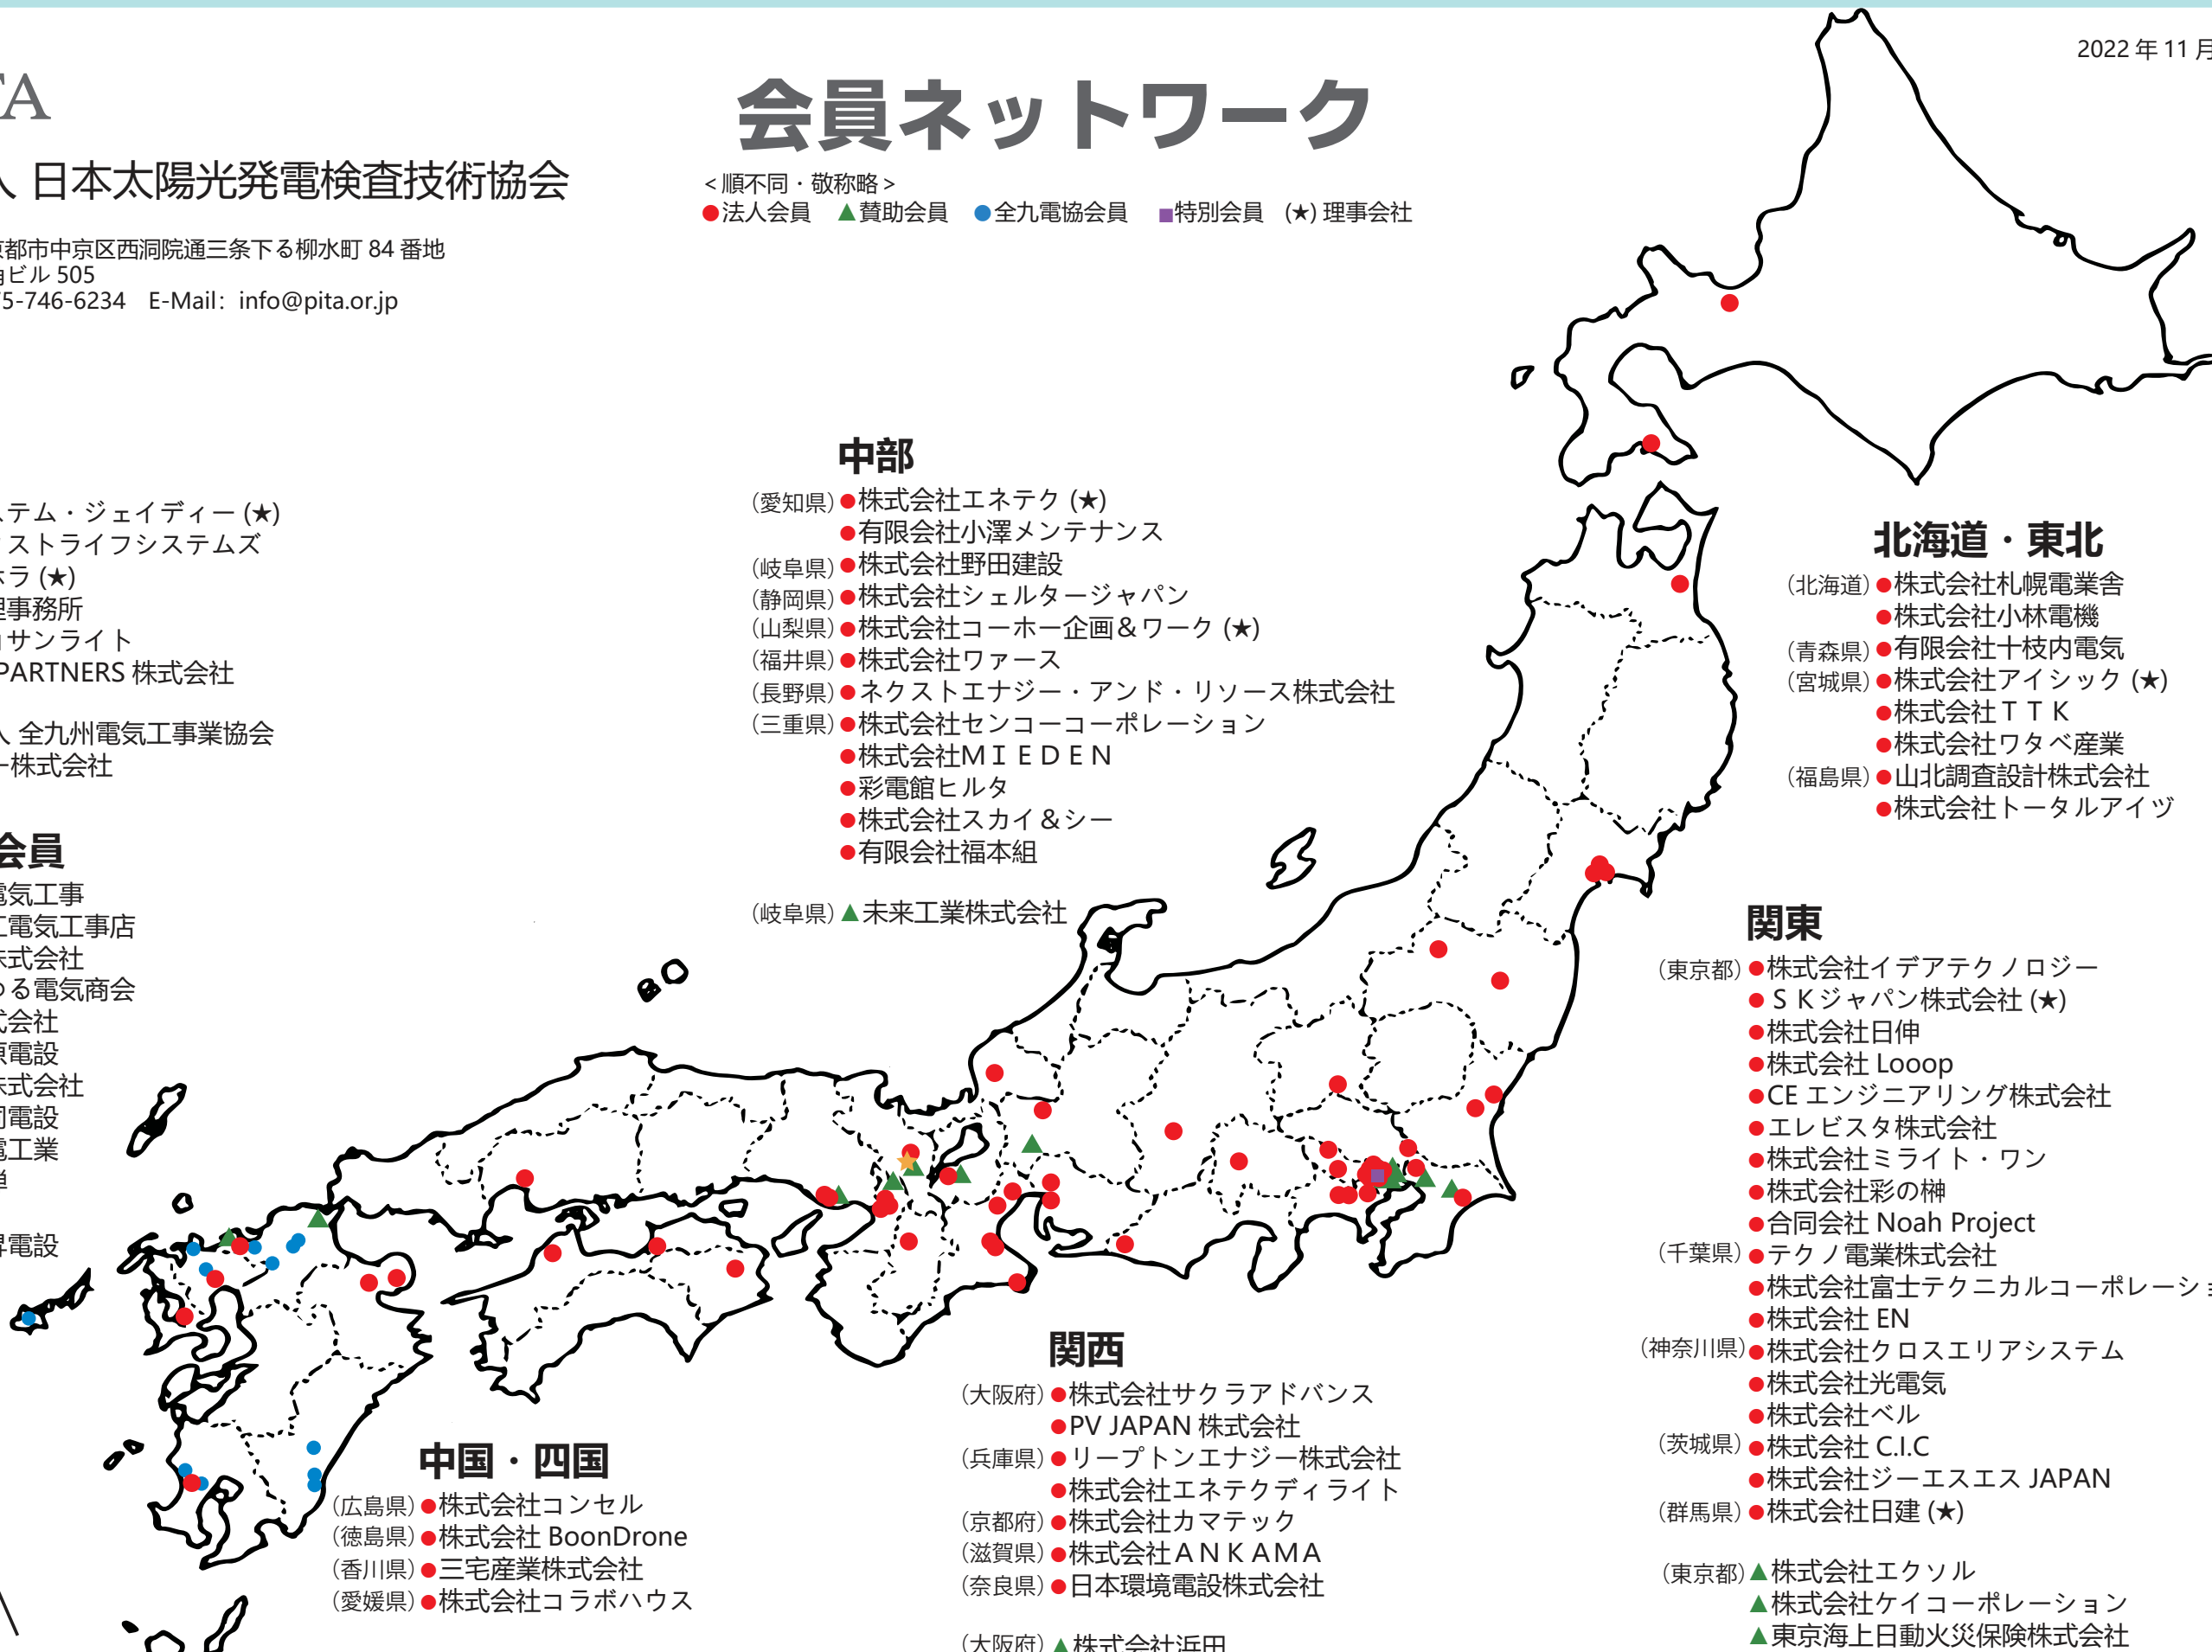 2022 年 11 月
TA
会員ネットワーク
人 日本太陽光発電検査技術協会
＜順不同・敬称略＞
●法人会員 ▲賛助会員 ●全九電協会員 ■特別会員 (★) 理事会社
京都市中京区西洞院通三条下る柳水町 84 番地
ビル 505
75-746-6234 E-Mail: info@pita.or.jp
ステム・ジェイディー (★)
ストライフシステムズ
ホラ (★)
理事務所
サンライト
PARTNERS 株式会社
人 全九州電気工事業協会
ー株式会社
会員
電気工事
工電気工事店
株式会社
つる電気商会
式会社
原電設
株式会社
電設
電工業
昇電設
中部
（愛知県）●株式会社エネテク (★)
●有限会社小澤メンテナンス
（岐阜県）●株式会社野田建設
（静岡県）●株式会社シェルタージャパン
（山梨県）●株式会社コーホー企画＆ワーク (★)
（福井県）●株式会社ワァース
（長野県）●ネクストエナジー・アンド・リソース株式会社
（三重県）●株式会社センコーコーポレーション
●株式会社ＭＩＥＤＥＮ
●彩電館ヒルタ
●株式会社スカイ＆シー
●有限会社福本組
（岐阜県）▲未来工業株式会社
北海道・東北
（北海道）●株式会社札幌電業舎
●株式会社小林電機
（青森県）●有限会社十枝内電気
（宮城県）●株式会社アイシック (★)
●株式会社ＴＴＫ
●株式会社ワタベ産業
（福島県）●山北調査設計株式会社
●株式会社トータルアイヅ
関東
（東京都）●株式会社イデアテクノロジー
●ＳＫジャパン株式会社 (★)
●株式会社日伸
●株式会社 Looop
●CE エンジニアリング株式会社
●エレビスタ株式会社
●株式会社ミライト・ワン
●株式会社彩の榊
●合同会社 Noah Project
（千葉県）●テクノ電業株式会社
●株式会社富士テクニカルコーポレーショ
●株式会社 EN
（神奈川県）●株式会社クロスエリアシステム
●株式会社光電気
●株式会社ベル
（茨城県）●株式会社 C.I.C
●株式会社ジーエスエス JAPAN
（群馬県）●株式会社日建 (★)
（東京都）▲株式会社エクソル
▲株式会社ケイコーポレーション
▲東京海上日動火災保険株式会社
関西
（大阪府）●株式会社サクラアドバンス
●PV JAPAN 株式会社
（兵庫県）●リープトンエナジー株式会社
●株式会社エネテクディライト
（京都府）●株式会社カマテック
（滋賀県）●株式会社ＡＮＫＡＭＡ
（奈良県）●日本環境電設株式会社
（大阪府）▲株式会社浜田
中国・四国
（広島県）●株式会社コンセル
（徳島県）●株式会社 BoonDrone
（香川県）●三宅産業株式会社
（愛媛県）●株式会社コラボハウス